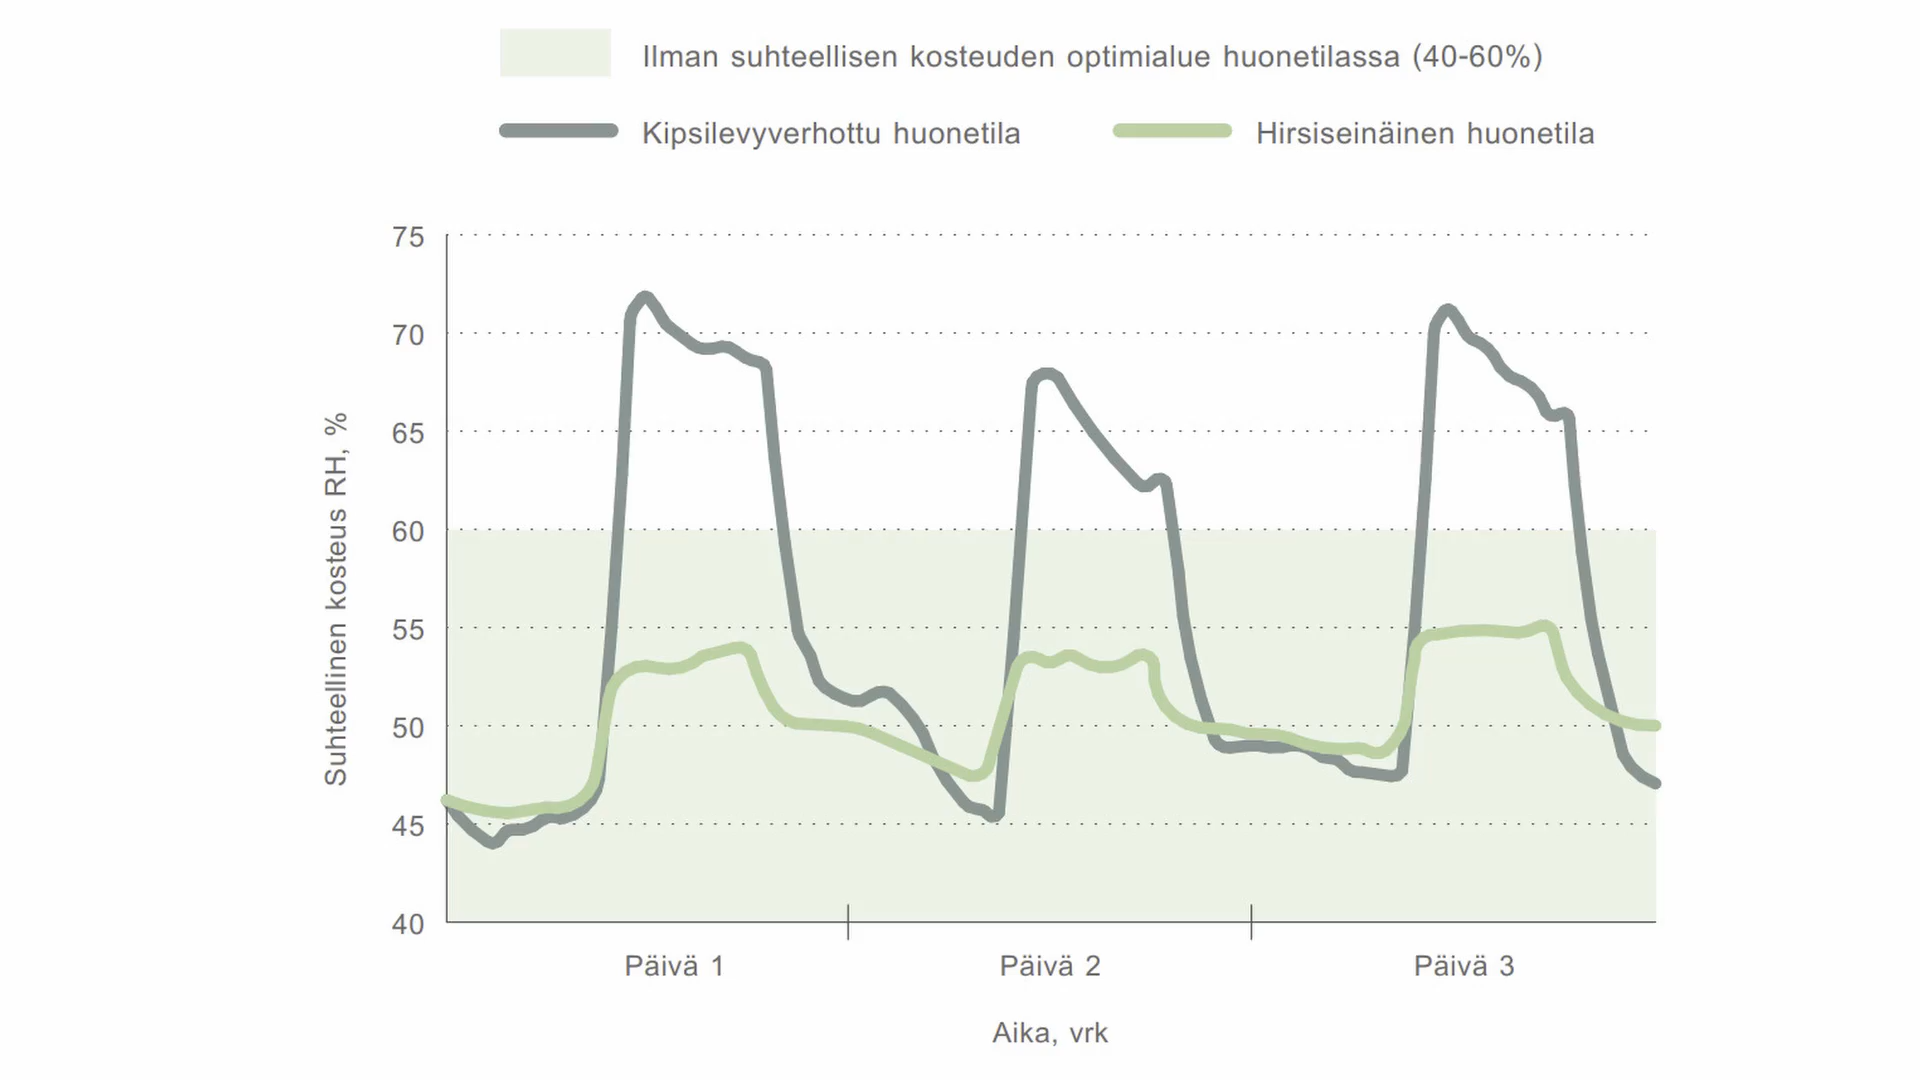 Ilman suhteellisen kosteuden optimialue huonetilassa (40-60%)
Kipsilevyverhottu huonetila
Hirsiseinäinen huonetila
75
70
65
60
55
50
45
40
Suhteellinen kosteus RH, %
Päivä 1
Päivä 2
Päivä 3
Aika, vrk